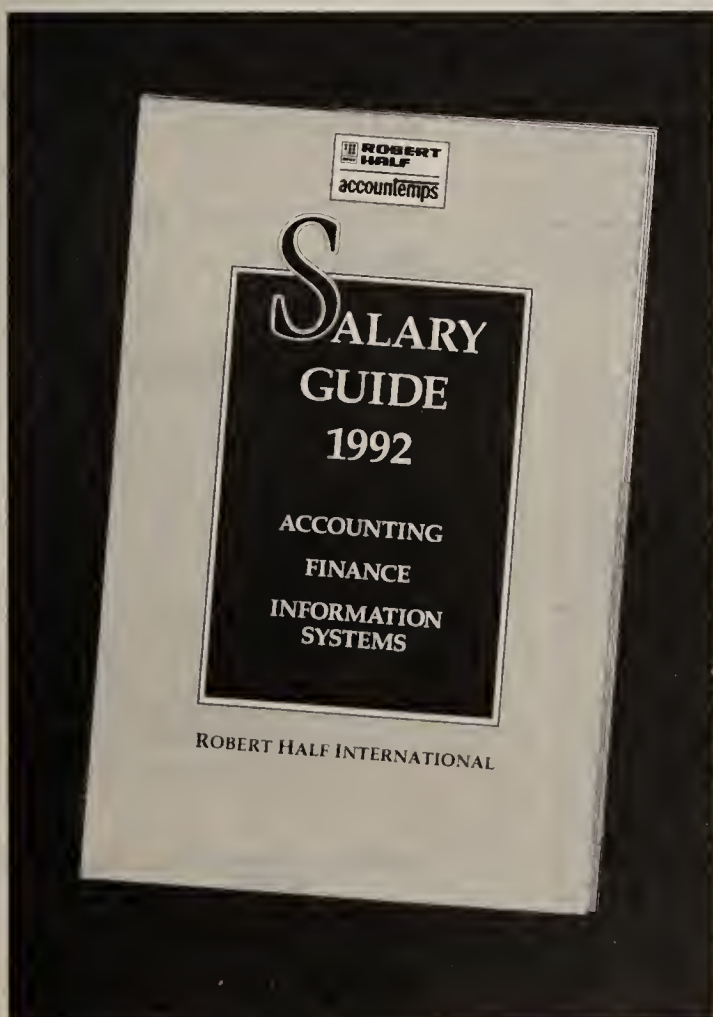 ROBERT
HALF
accountemps
SALARY
GUIDE
1992
ACCOUNTING
FINANCE
INFORMATION
SYSTEMS
ROBERT HALF INTERNATIONAL